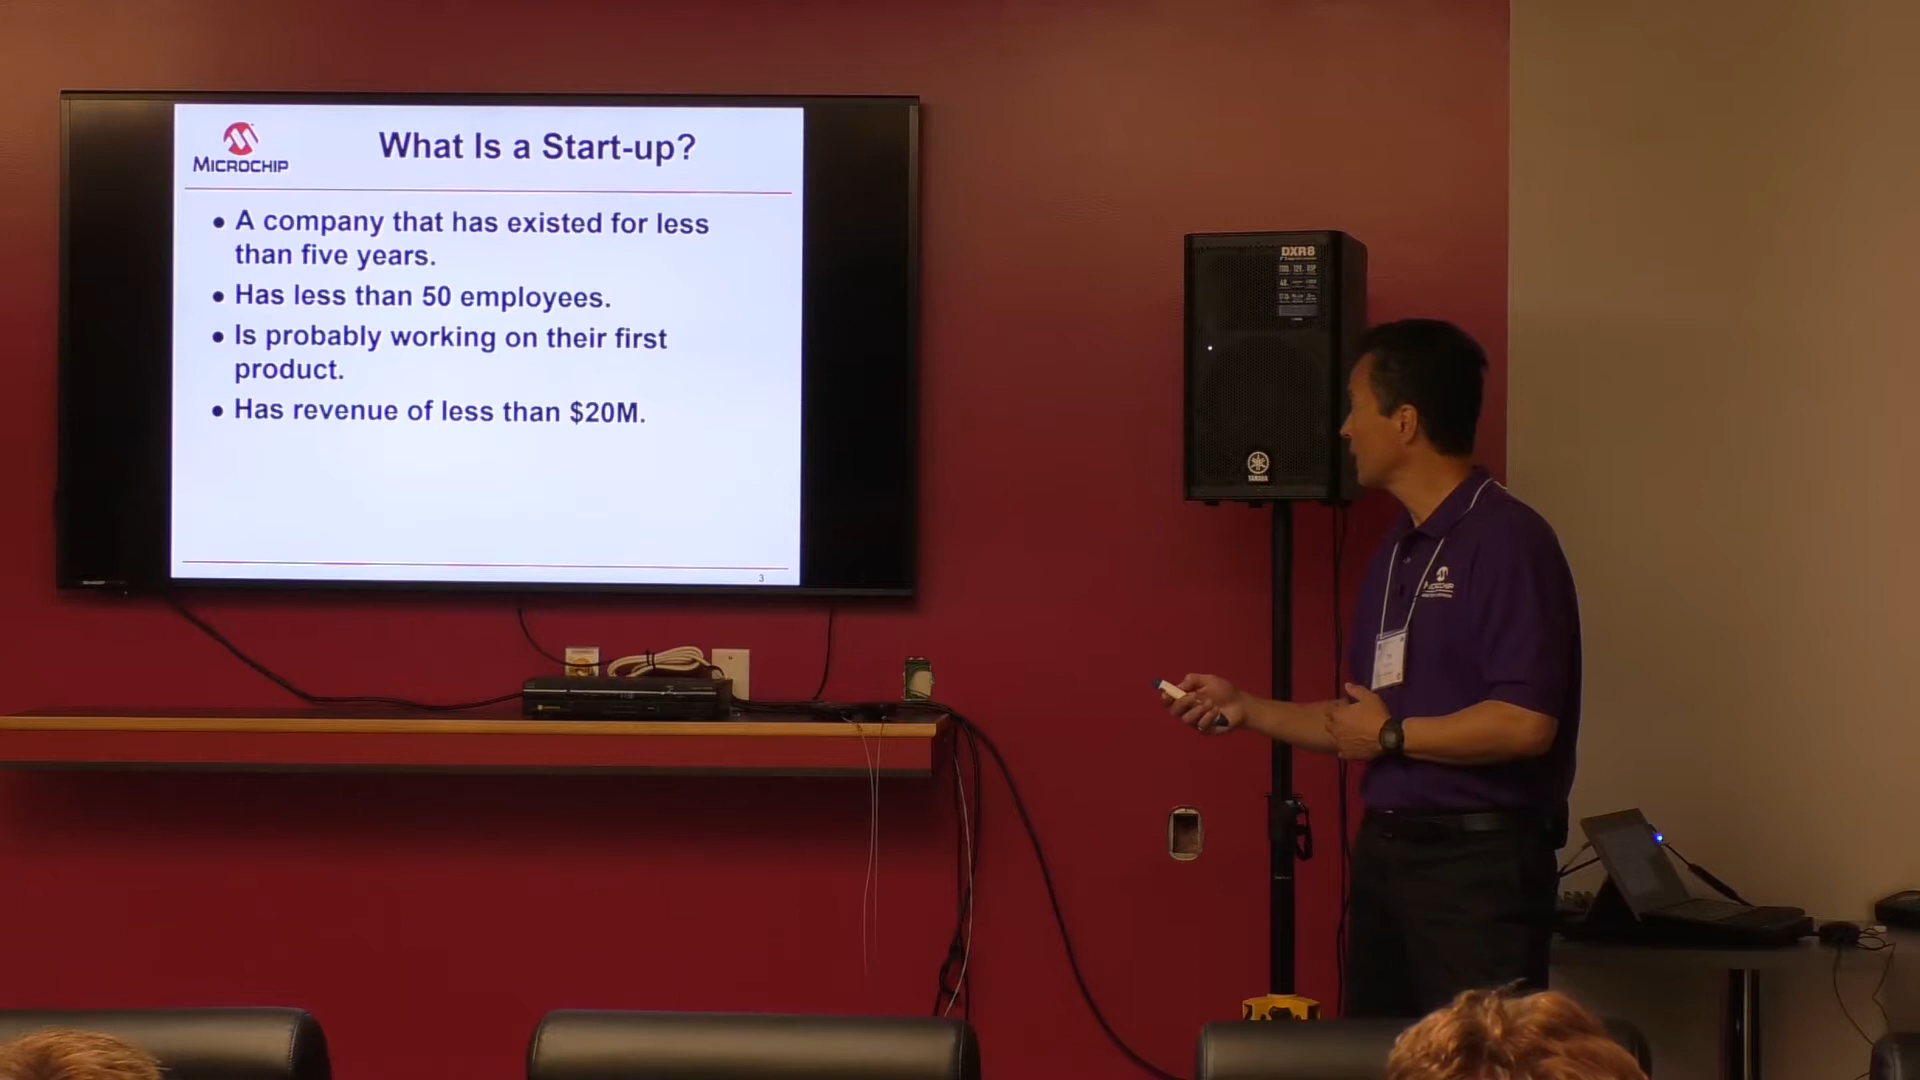 MICROCHIP
What Is a Start-up?
• A company that has existed for less
than five years.
• Has less than 50 employees.
• Is probably working on their first
product.
• Has revenue of less than $20M.
3
DXR8
YAMAHA
MICROCHIP